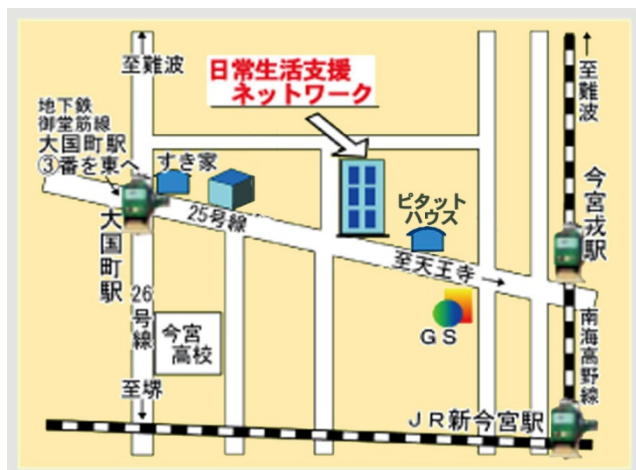 至難波
日常生活支援
ネットワーク
至難波
地下鉄
御堂筋線
大国町駅
③番を東へ
すき家
ピタット
ハウス
今宮戎駅
大国町駅
25号線
至天王寺
26号線
今宮
高校
GS
南海高野線
至堺
JR新今宮駅